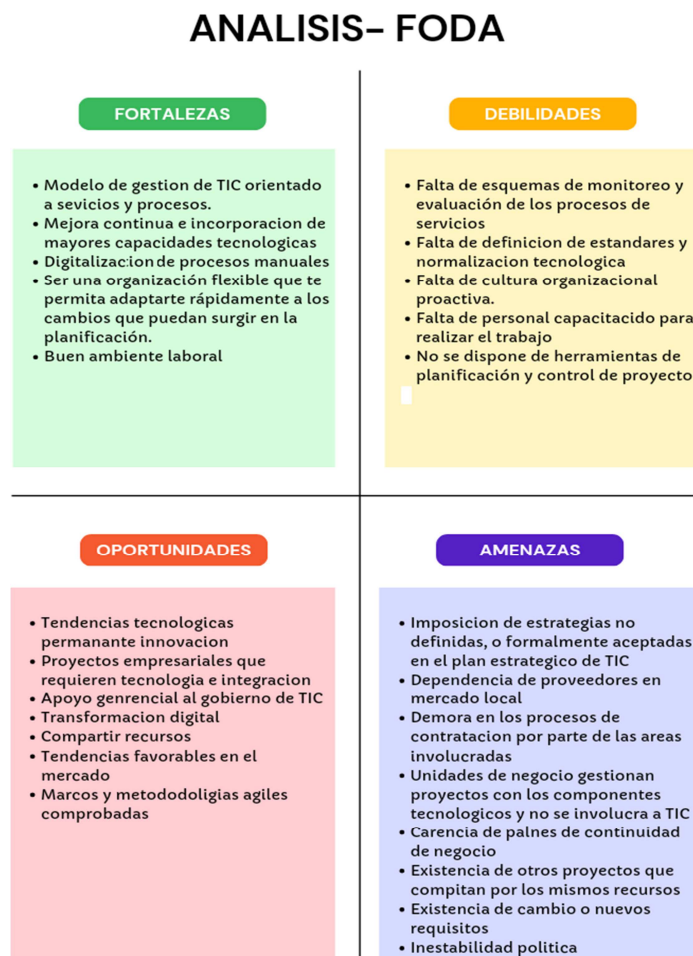 ANALISIS- FODA
FORTALEZAS
• Modelo de gestion de TIC orientado
a sevicios y procesos.
• Mejora continua e incorporacion de
mayores capacidades tecnologicas
• Digitalizacion de procesos manuales
• Ser una organización flexible que te
permita adaptarte rápidamente a los
cambios que puedan surgir en la
planificación.
• Buen ambiente laboral
DEBILIDADES
• Falta de esquemas de monitoreo y
evaluación de los procesos de
servicios
• Falta de definicion de estandares y
normalizacion tecnologica
• Falta de cultura organizacional
proactiva.
• Falta de personal capacitacido para
realizar el trabajo
• No se dispone de herramientas de
planificación y control de proyecto
OPORTUNIDADES
• Tendencias tecnologicas
permanante innovacion
• Proyectos empresariales que
requieren tecnologia e integracion
• Apoyo genrencial al gobierno de TIC
• Transformacion digital
• Compartir recursos
• Tendencias favorables en el
mercado
• Marcos y metododoligias agiles
comprobadas
AMENAZAS
• Imposicion de estrategias no
definidas, o formalmente aceptadas
en el plan estrategico de TIC
• Dependencia de proveedores en
mercado local
• Demora en los procesos de
contratacion por parte de las areas
involucradas
• Unidades de negocio gestionan
proyectos con los componentes
tecnologicos y no se involucra a TIC
• Carencia de palnes de continuidad
de negocio
• Existencia de otros proyectos que
compitan por los mismos recursos
• Existencia de cambio o nuevos
requisitos
• Inestabilidad politica